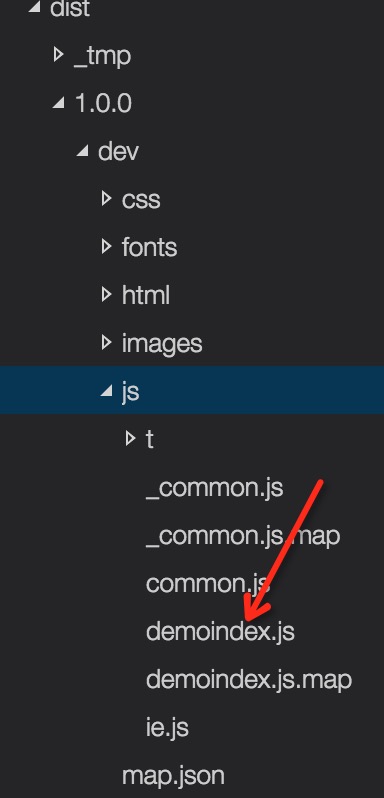 dist
_tmp
1.0.0
dev
css
fonts
html
images
js
t
_common.js
_common.js.map
common.js
demoindex.js
demoindex.js.map
ie.js
map.json